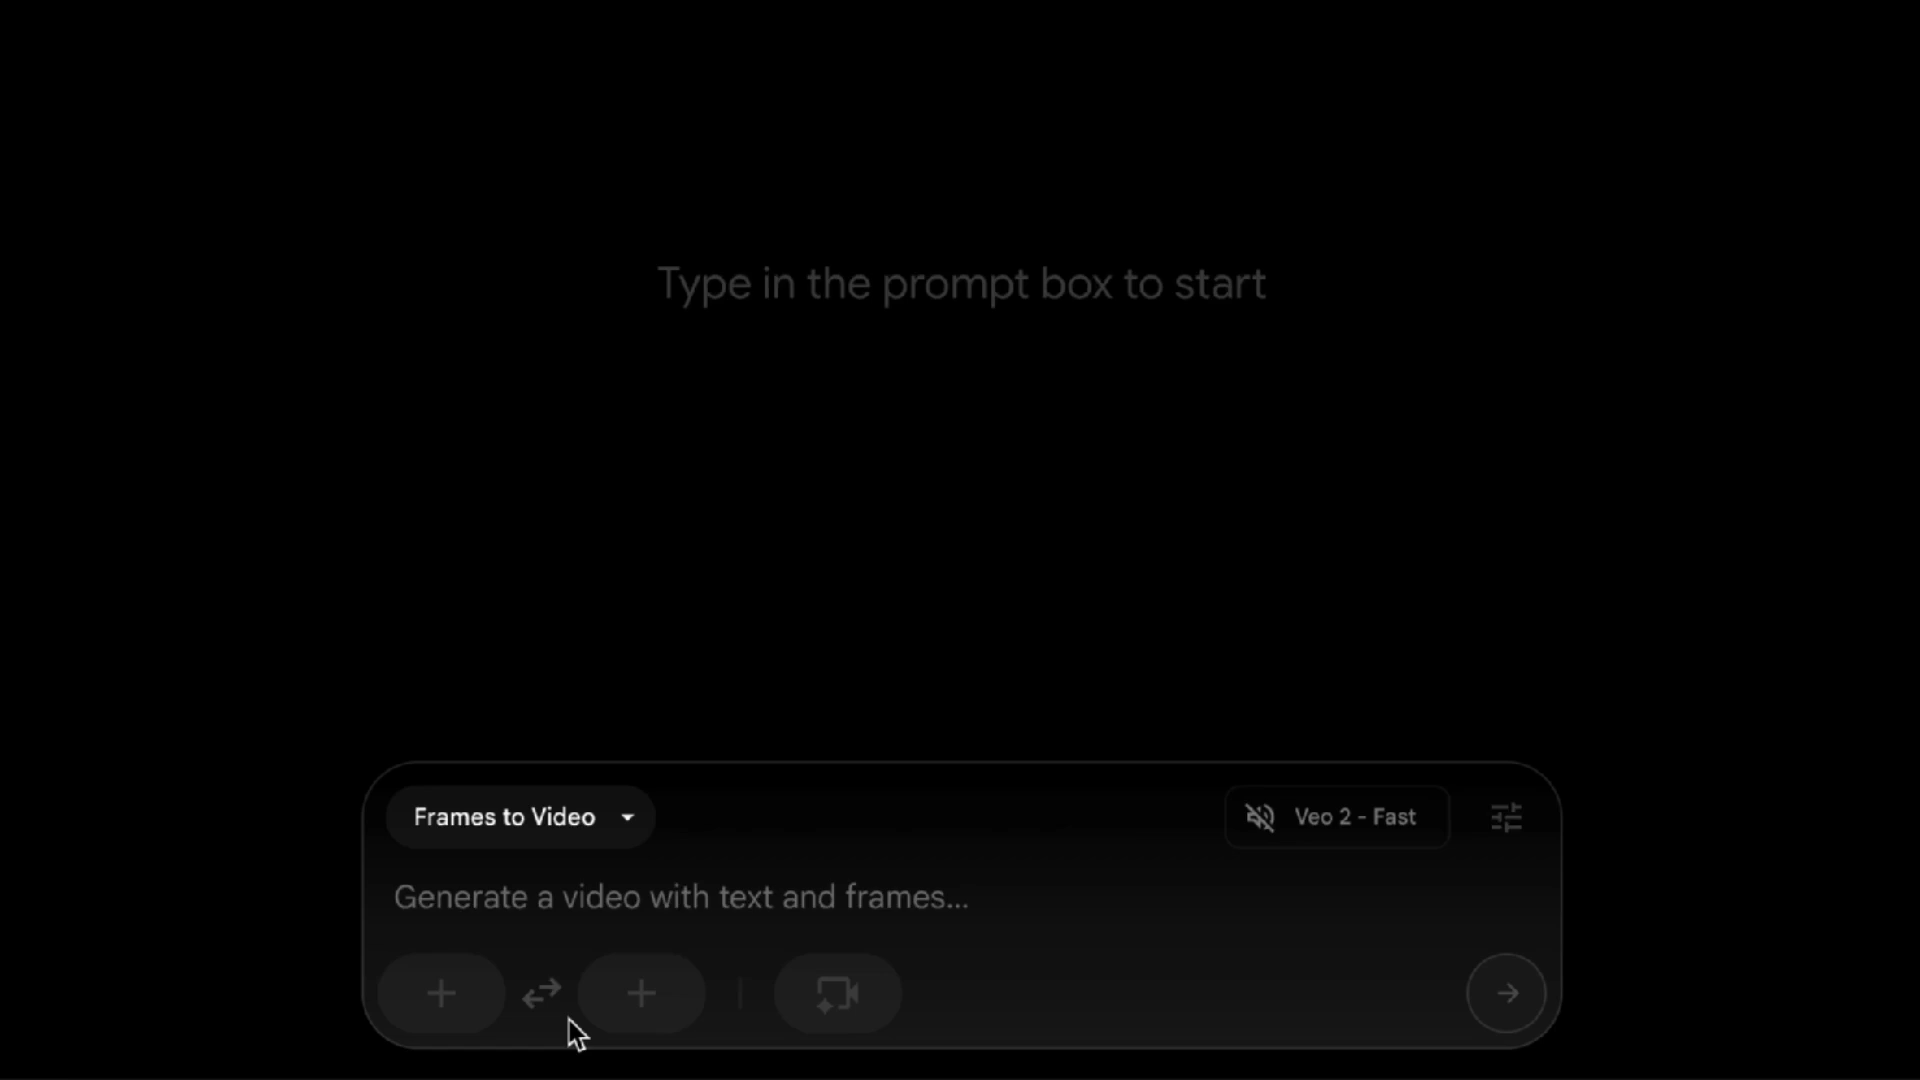 Type in the prompt box to start
Frames to Video
Veo 2 - Fast
Generate a video with text and frames...